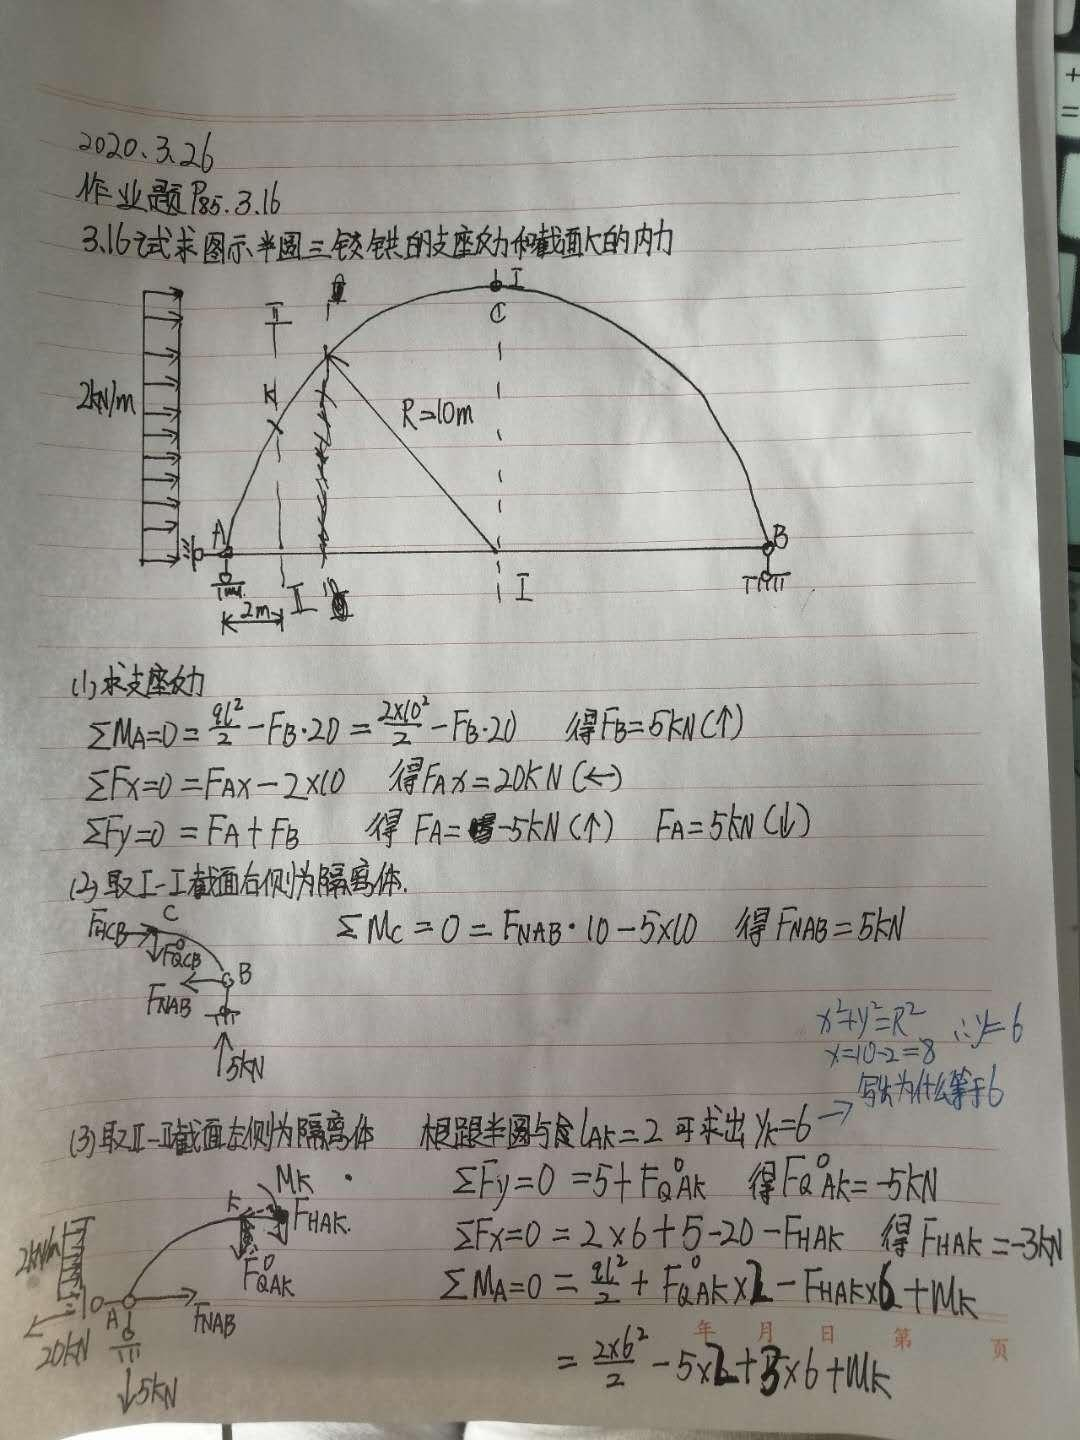 2020.3.26
作业题P85.3.16
3.16试求图示半圆三铰拱的支座反力和截面K的内力
I
C
II
K
2kN/m
R=10m
A
B
2m
II
I
(1)求支座反力
ΣMA=0=ql²/2-FB·20=2×10²/2-FB·20 得FB=5kN(↑)
ΣFx=0=FAx-2×10 得FAx=20kN(←)
ΣFy=0=FA+FB 得FA=-5kN(↑) FA=5kN(↓)
(2)取I-I截面右侧为隔离体.
FHCB C
F⁰QCB
B
FNAB
5kN
ΣMC=0=FNAB·10-5×10 得FNAB=5kN
x²+y²=R²
x=10-2=8 ∴y=6
写出为什么等于6
(3)取II-II截面左侧为隔离体 根据半圆与 lAK=2可求出yK=6→
ΣFy=0=5+F⁰QAK 得F⁰QAK=-5kN
ΣFx=0=2×6+5-20-FHAK 得FHAK=-3kN
ΣMA=0=ql²/2+F⁰QAK×2-FHAK×6+MK
=2×6²/2-5×2+3×6+MK
K MK
FHAK.
F⁰QAK
2kN/m
A
FNAB
20kN
5kN
年 月 日 第 页